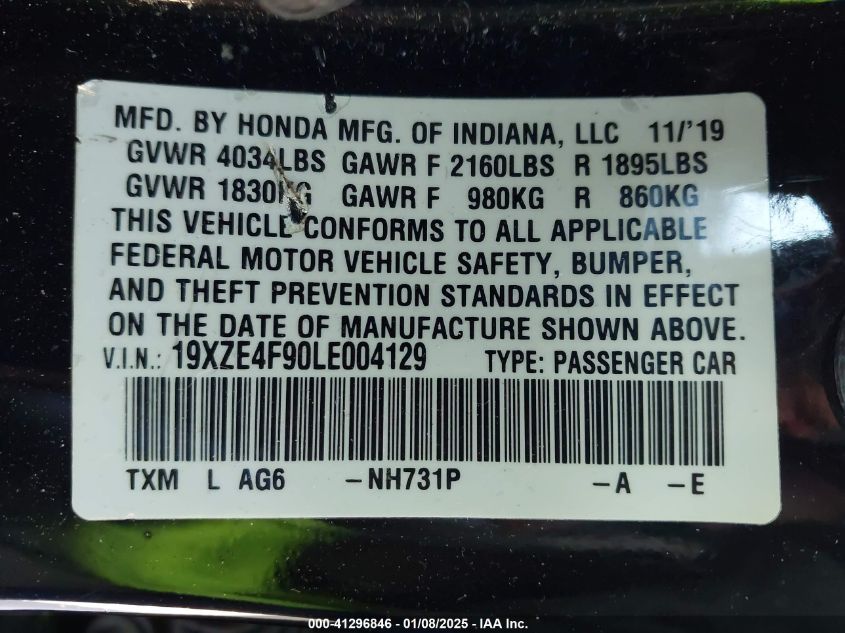 MFD. BY HONDA MFG. OF INDIANA, LLC 11/'19
GVWR 4034LBS GAWR F 2160LBS R 1895LBS
GVWR 1830KG GAWR F 980KG R 860KG
THIS VEHICLE CONFORMS TO ALL APPLICABLE
FEDERAL MOTOR VEHICLE SAFETY, BUMPER,
AND THEFT PREVENTION STANDARDS IN EFFECT
ON THE DATE OF MANUFACTURE SHOWN ABOVE.
V.I.N.: 19XZE4F90LE004129 TYPE: PASSENGER CAR
TXM L AG6 -NH731P -A -E
000-41296846 - 01/08/2025 - IAA Inc.